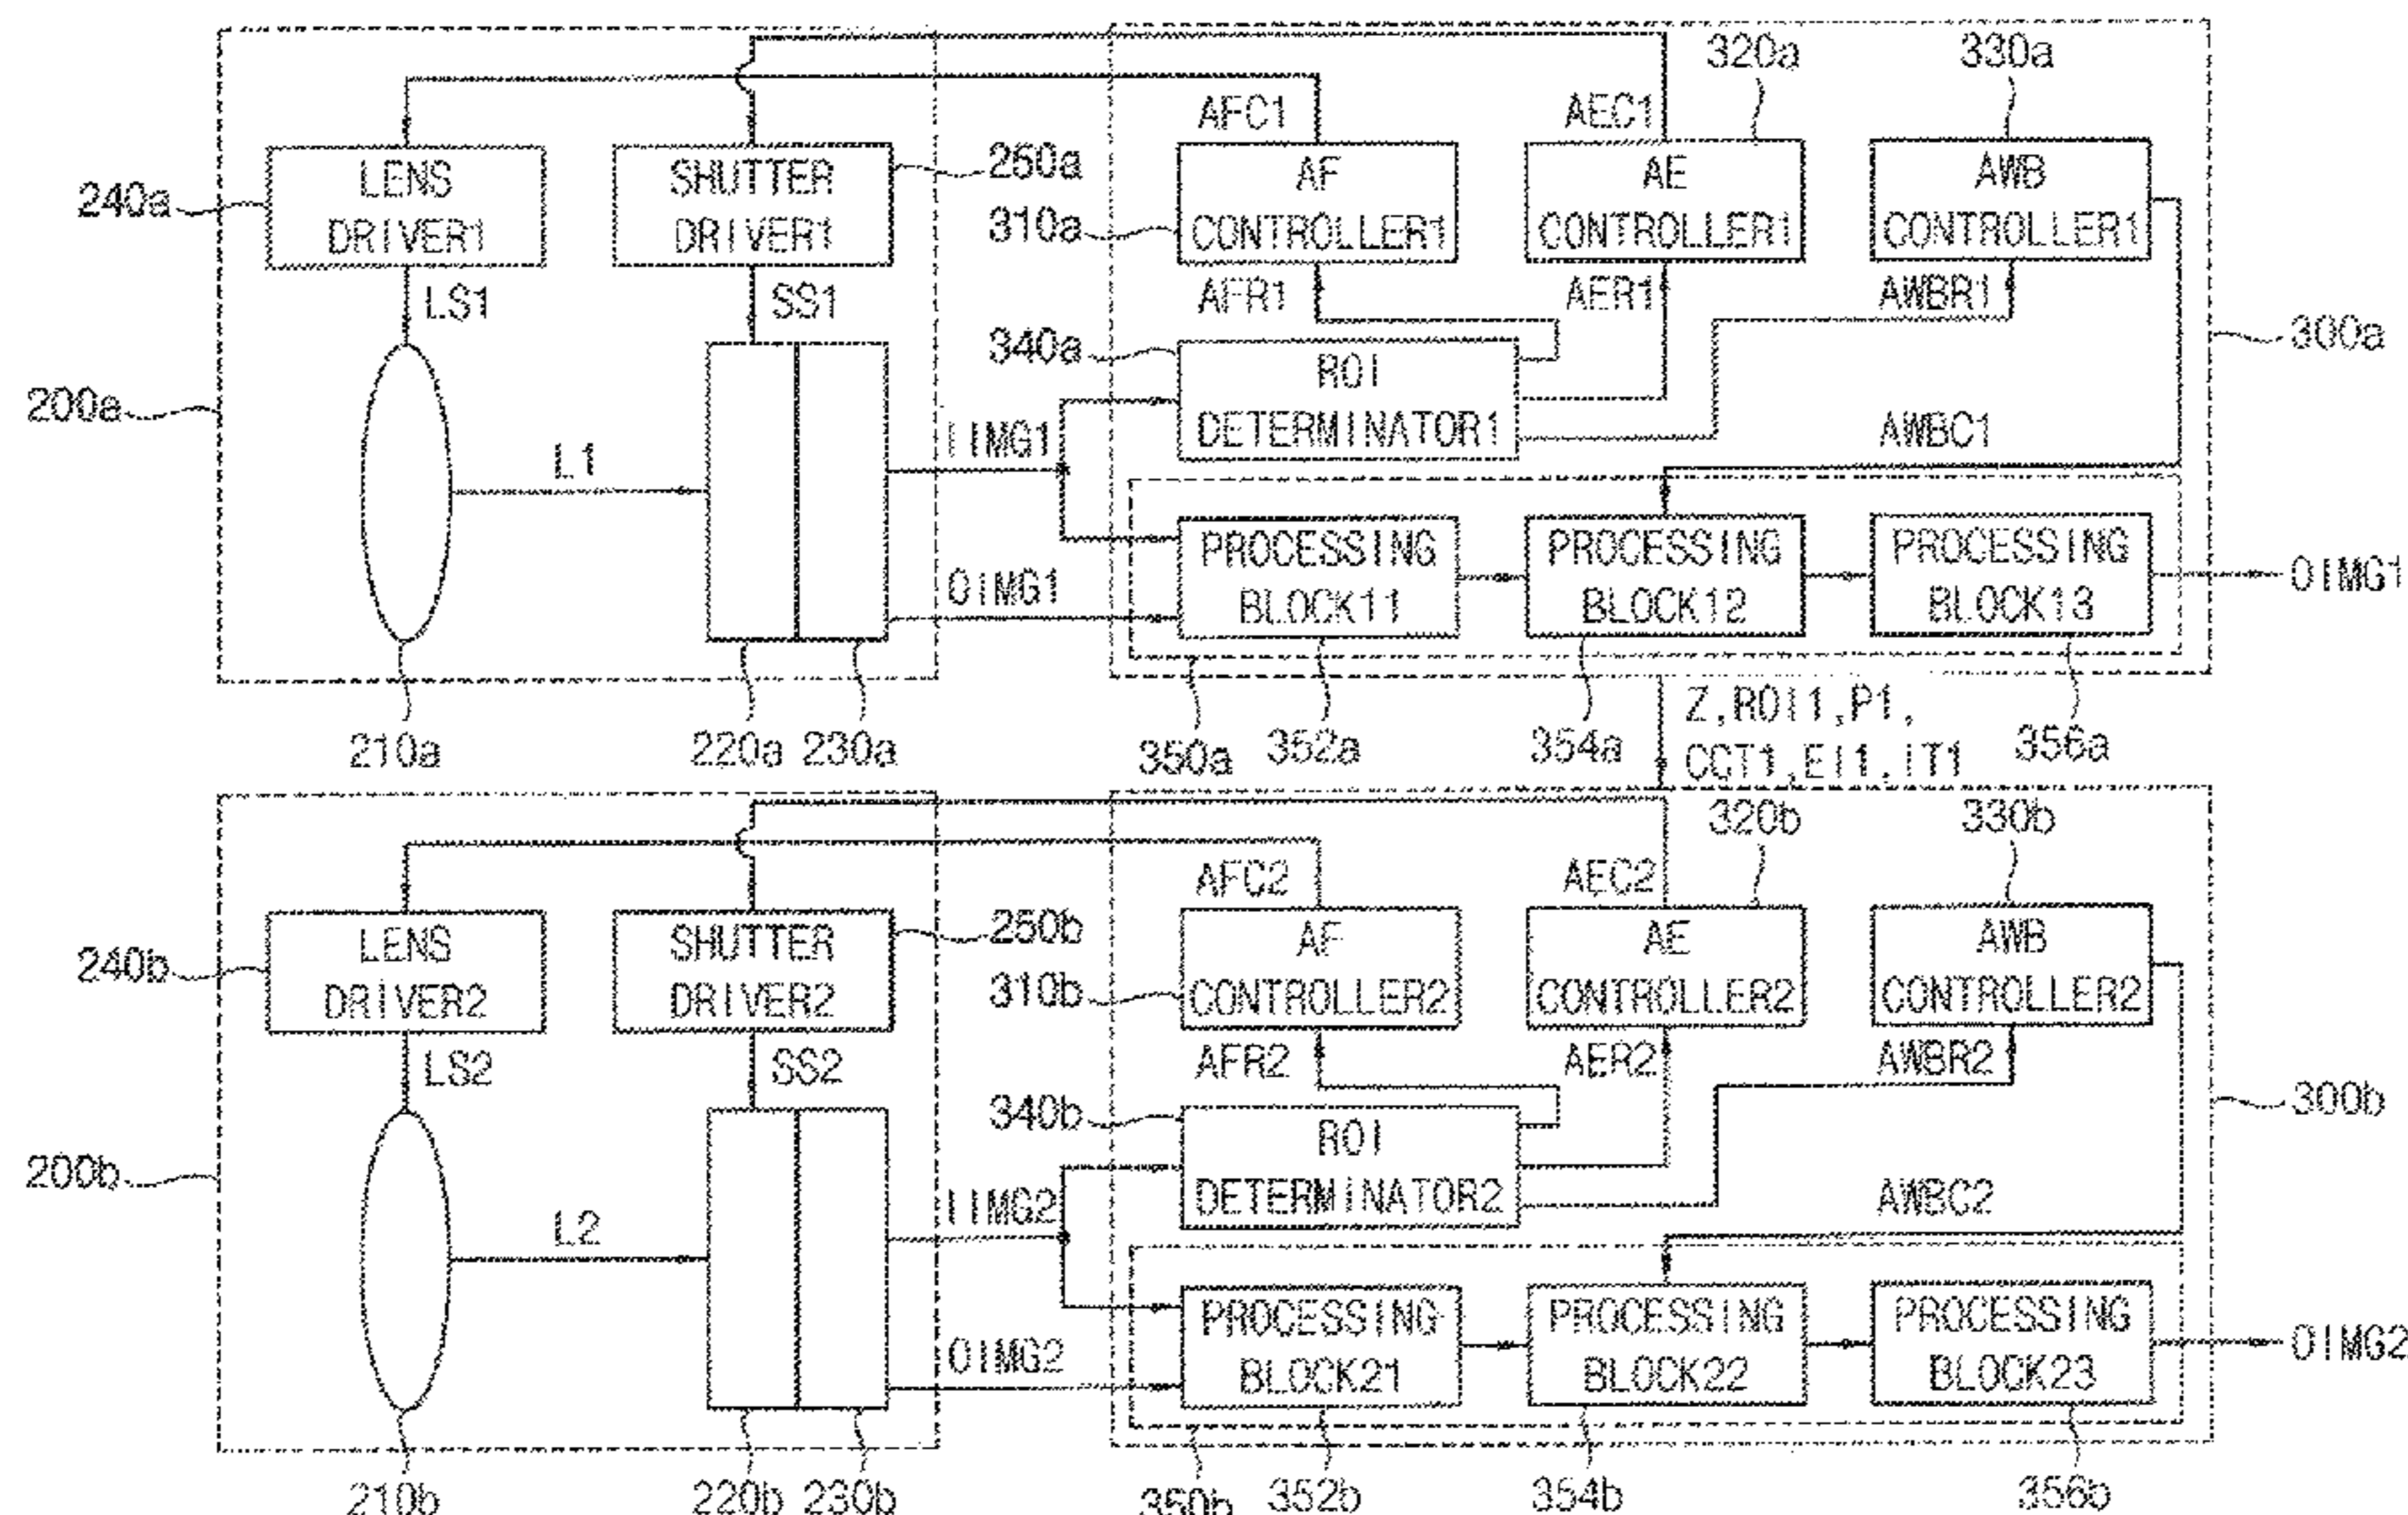 320a 330a
AFC1 AEC1
240a LENS DRIVER1
SHUTTER DRIVER1 250a
310a AF CONTROLLER1
AE CONTROLLER1
AWB CONTROLLER1
LS1 SS1 AFR1 AER1 AWBR1
200a 340a ROI DETERMINATOR1 300a
L1 IIMG1 AWBC1
OIMG1
PROCESSING BLOCK11
PROCESSING BLOCK12
PROCESSING BLOCK13
OIMG1
210a 220a 230a 350a 352a 354a 356a
Z,ROI1,P1,
CCT1,EI1,IT1
320b 330b
AFC2 AEC2
240b LENS DRIVER2
SHUTTER DRIVER2 250b
310b AF CONTROLLER2
AE CONTROLLER2
AWB CONTROLLER2
LS2 SS2 AFR2 AER2 AWBR2
200b 340b ROI DETERMINATOR2 300b
L2 IIMG2 AWBC2
OIMG2
PROCESSING BLOCK21
PROCESSING BLOCK22
PROCESSING BLOCK23
OIMG2
210b 220b 230b 350b 352b 354b 356b